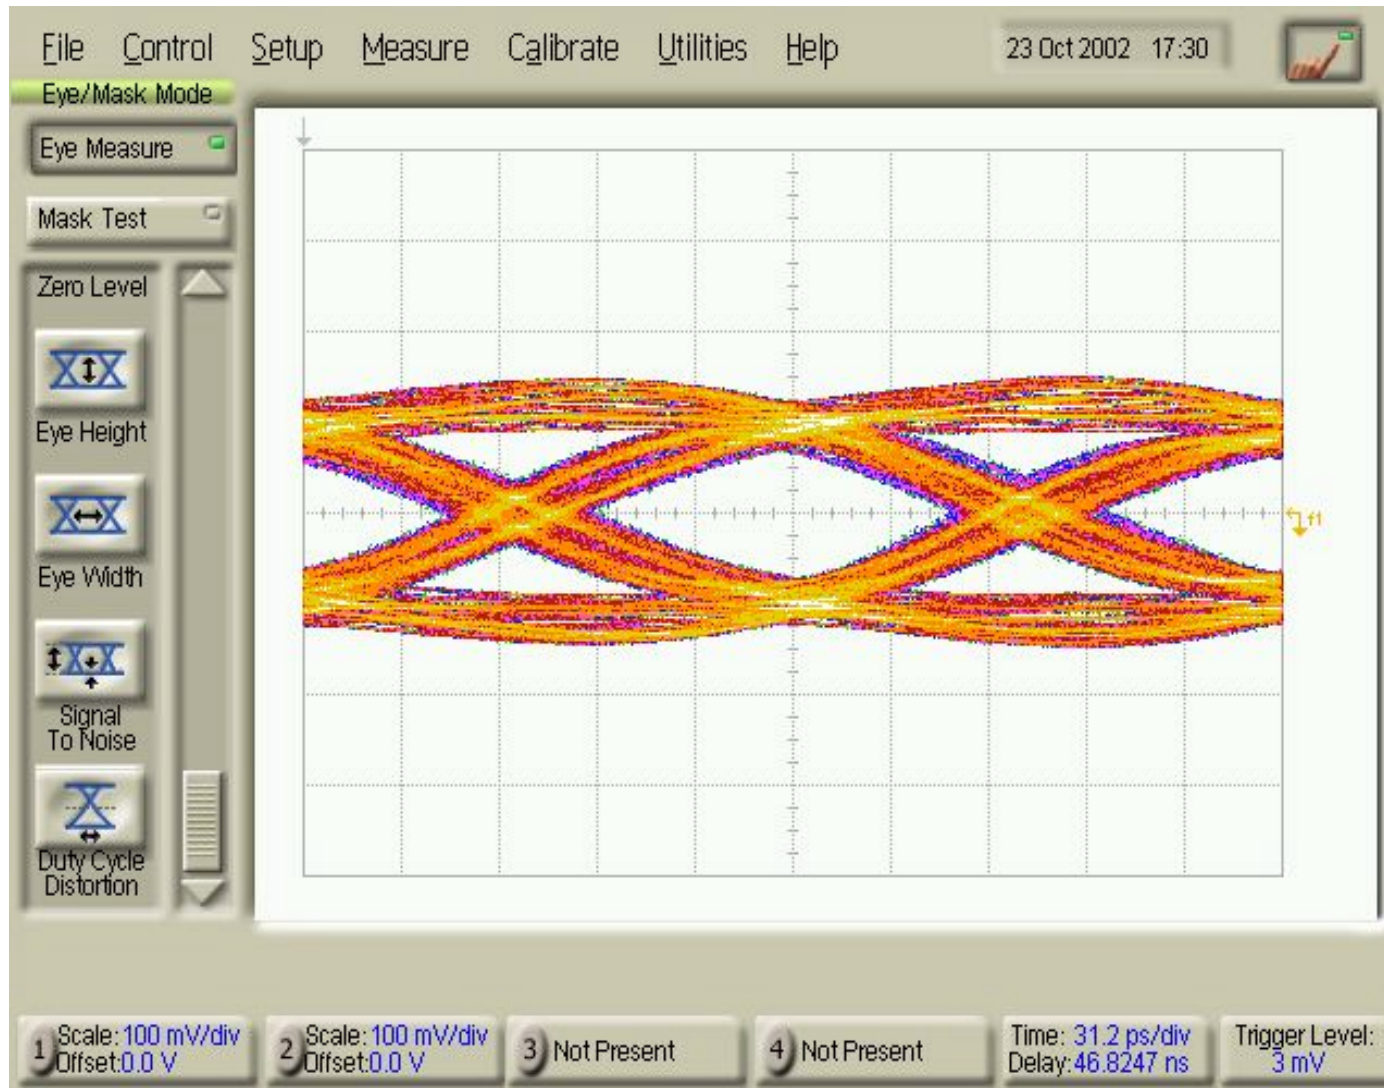 File Control Setup Measure Calibrate Utilities Help 23 Oct 2002 17:30
Eye/Mask Mode
Eye Measure
Mask Test
Zero Level
Eye Height
Eye Width
Signal
To Noise
Duty Cycle
Distortion
f1
1 Scale: 100 mV/div
Offset: 0.0 V
2 Scale: 100 mV/div
Offset: 0.0 V
3 Not Present
4 Not Present
Time: 31.2 ps/div
Delay: 46.8247 ns
Trigger Level:
3 mV